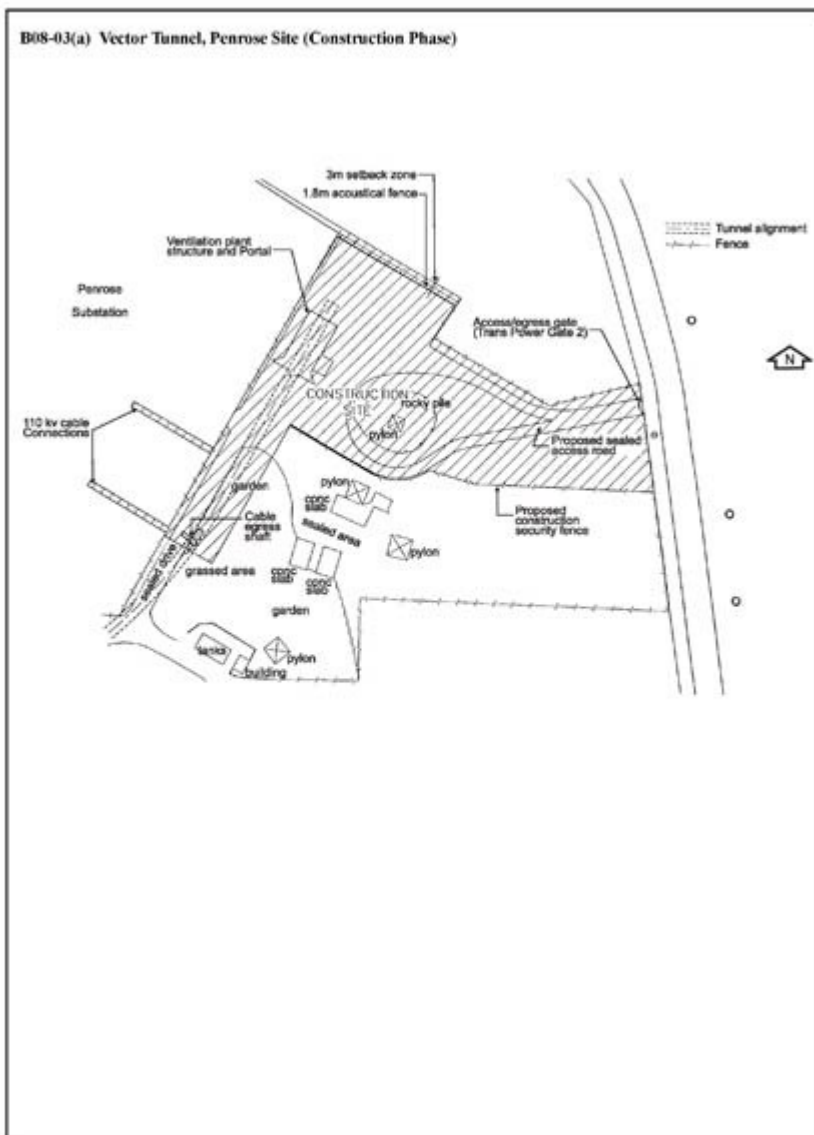 B08-03(a) Vector Tunnel, Penrose Site (Construction Phase)
3m setback zone
1.8m acoustical fence
Ventilation plant
structure and Portal
Tunnel alignment
Fence
Penrose
Substation
Access/egress gate
(Trans Power Gate 2)
N
CONSTRUCTION
SITE
rocky pile
pylon
110 kv cable
Connections
Proposed sealed
access road
garden
pylon
conc
slab
sealed area
Proposed
construction
security fence
Cable
egress
shaft
pylon
sealed drive
grassed area
conc
slab
conc
slab
garden
tanks
pylon
building